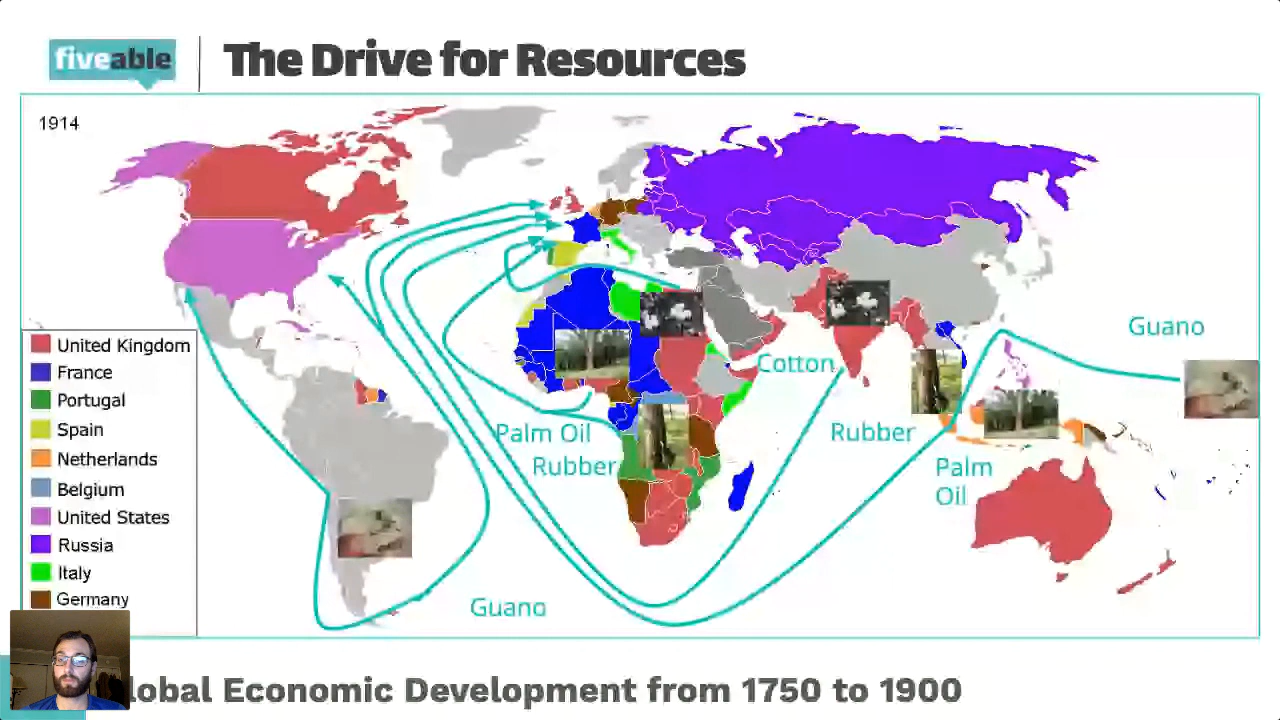 fiveable
The Drive for Resources
1914
Guano
Cotton
Palm Oil
Rubber
Rubber
Palm
Oil
Guano
United Kingdom
France
Portugal
Spain
Netherlands
Belgium
United States
Russia
Italy
Germany
lobal Economic Development from 1750 to 1900